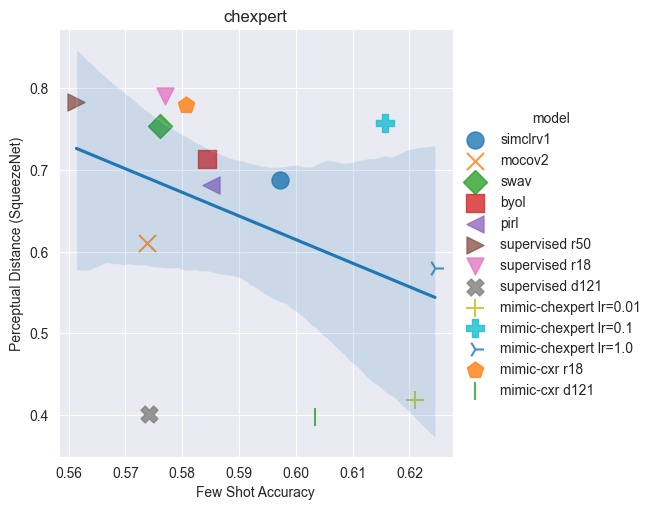 chexpert
Perceptual Distance (SqueezeNet)
0.8
0.7
0.6
0.5
0.4
0.56 0.57 0.58 0.59 0.60 0.61 0.62
Few Shot Accuracy
model
simclrv1
mocov2
swav
byol
pirl
supervised r50
supervised r18
supervised d121
mimic-chexpert lr=0.01
mimic-chexpert lr=0.1
mimic-chexpert lr=1.0
mimic-cxr r18
mimic-cxr d121